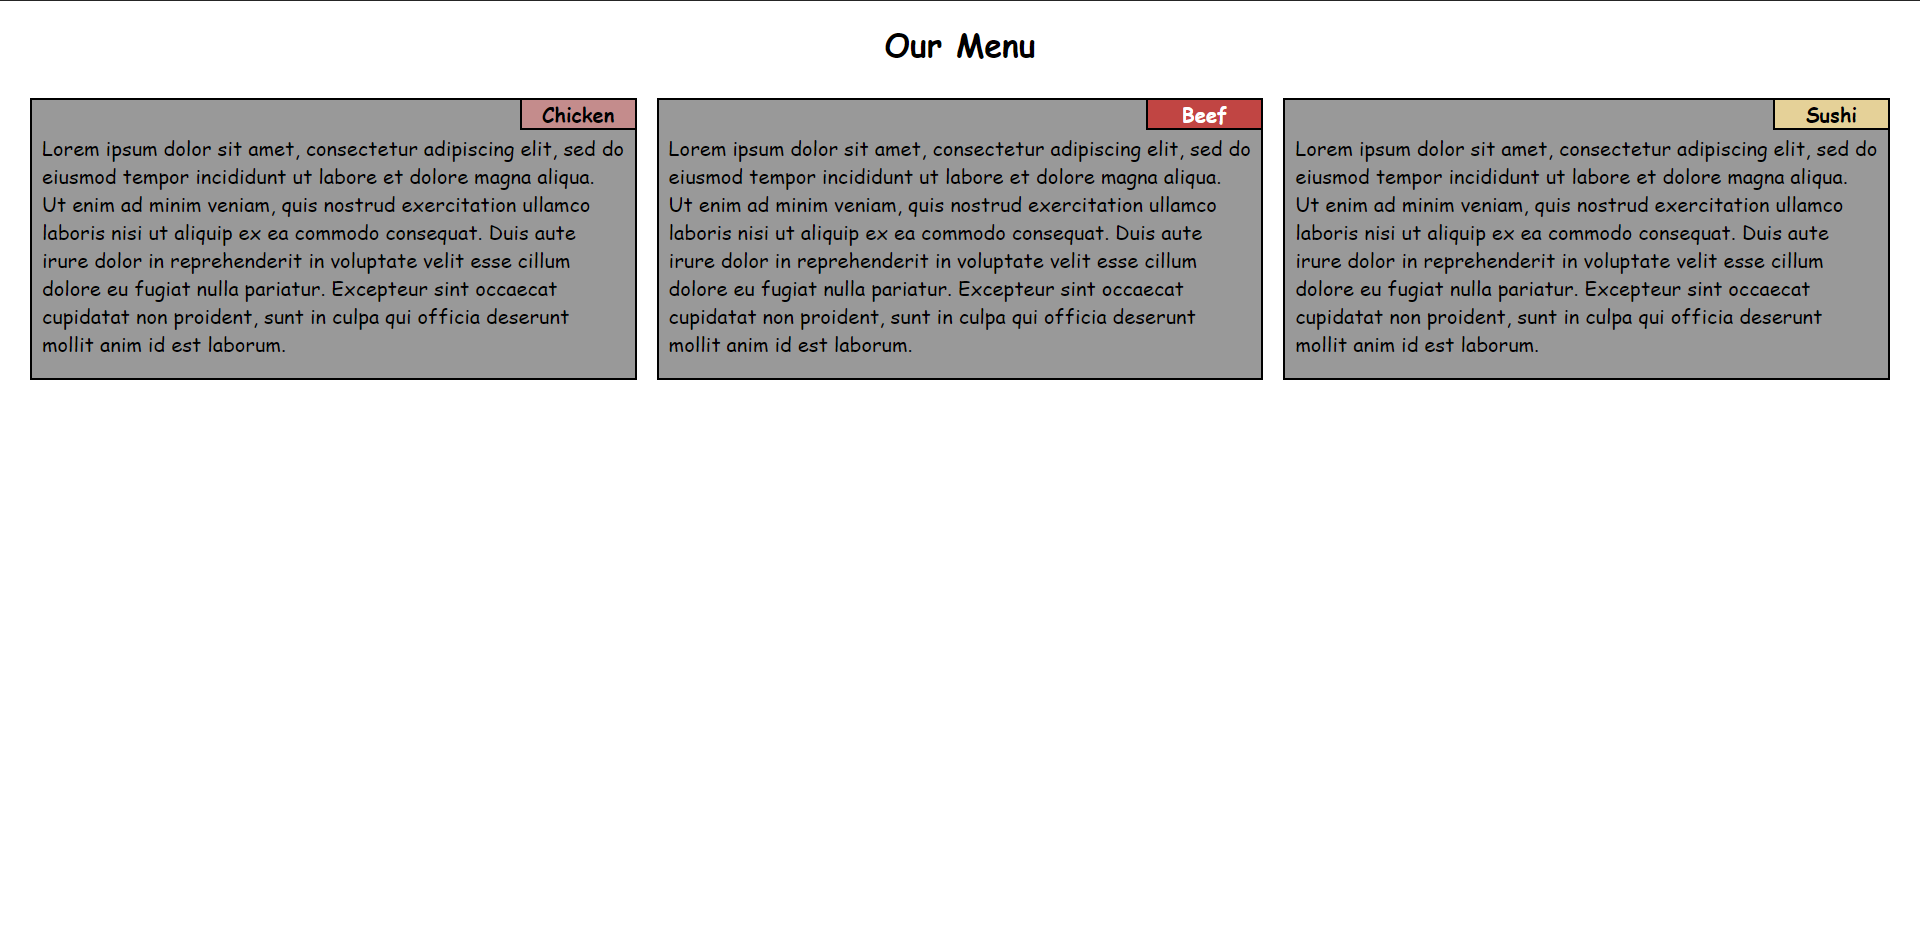 Our Menu
Chicken
Lorem ipsum dolor sit amet, consectetur adipiscing elit, sed do
eiusmod tempor incididunt ut labore et dolore magna aliqua.
Ut enim ad minim veniam, quis nostrud exercitation ullamco
laboris nisi ut aliquip ex ea commodo consequat. Duis aute
irure dolor in reprehenderit in voluptate velit esse cillum
dolore eu fugiat nulla pariatur. Excepteur sint occaecat
cupidatat non proident, sunt in culpa qui officia deserunt
mollit anim id est laborum.
Beef
Lorem ipsum dolor sit amet, consectetur adipiscing elit, sed do
eiusmod tempor incididunt ut labore et dolore magna aliqua.
Ut enim ad minim veniam, quis nostrud exercitation ullamco
laboris nisi ut aliquip ex ea commodo consequat. Duis aute
irure dolor in reprehenderit in voluptate velit esse cillum
dolore eu fugiat nulla pariatur. Excepteur sint occaecat
cupidatat non proident, sunt in culpa qui officia deserunt
mollit anim id est laborum.
Sushi
Lorem ipsum dolor sit amet, consectetur adipiscing elit, sed do
eiusmod tempor incididunt ut labore et dolore magna aliqua.
Ut enim ad minim veniam, quis nostrud exercitation ullamco
laboris nisi ut aliquip ex ea commodo consequat. Duis aute
irure dolor in reprehenderit in voluptate velit esse cillum
dolore eu fugiat nulla pariatur. Excepteur sint occaecat
cupidatat non proident, sunt in culpa qui officia deserunt
mollit anim id est laborum.